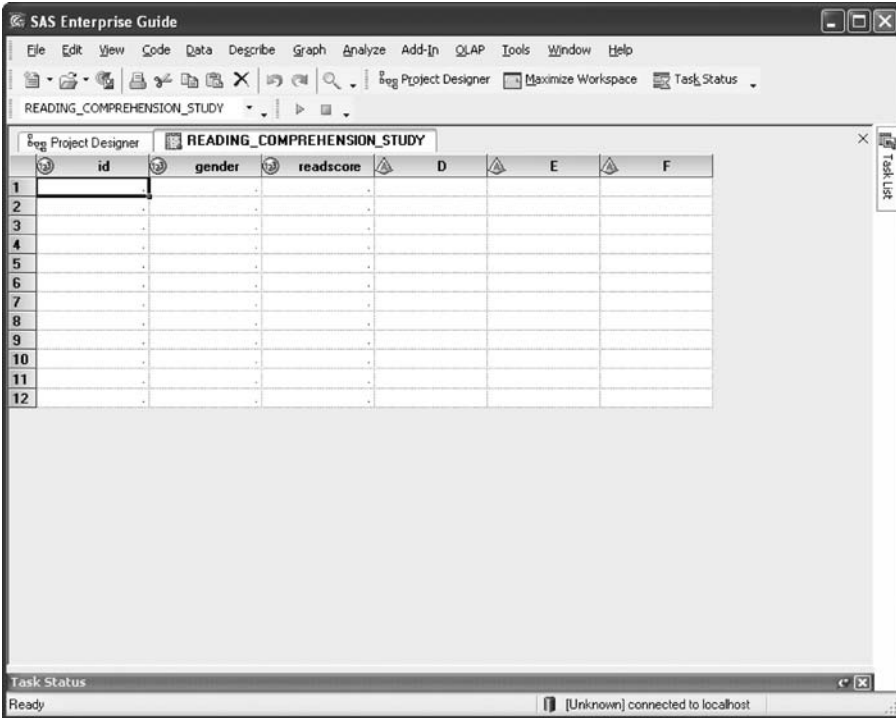 SAS Enterprise Guide
File Edit View Code Data Describe Graph Analyze Add-In OLAP Tools Window Help
Project Designer Maximize Workspace Task Status
READING_COMPREHENSION_STUDY
Project Designer READING_COMPREHENSION_STUDY
Task List
id gender readscore D E F
1 . . .
2 . . .
3 . . .
4 . . .
5 . . .
6 . . .
7 . . .
8 . . .
9 . . .
10 . . .
11 . . .
12 . . .
Task Status
Ready [Unknown] connected to localhost